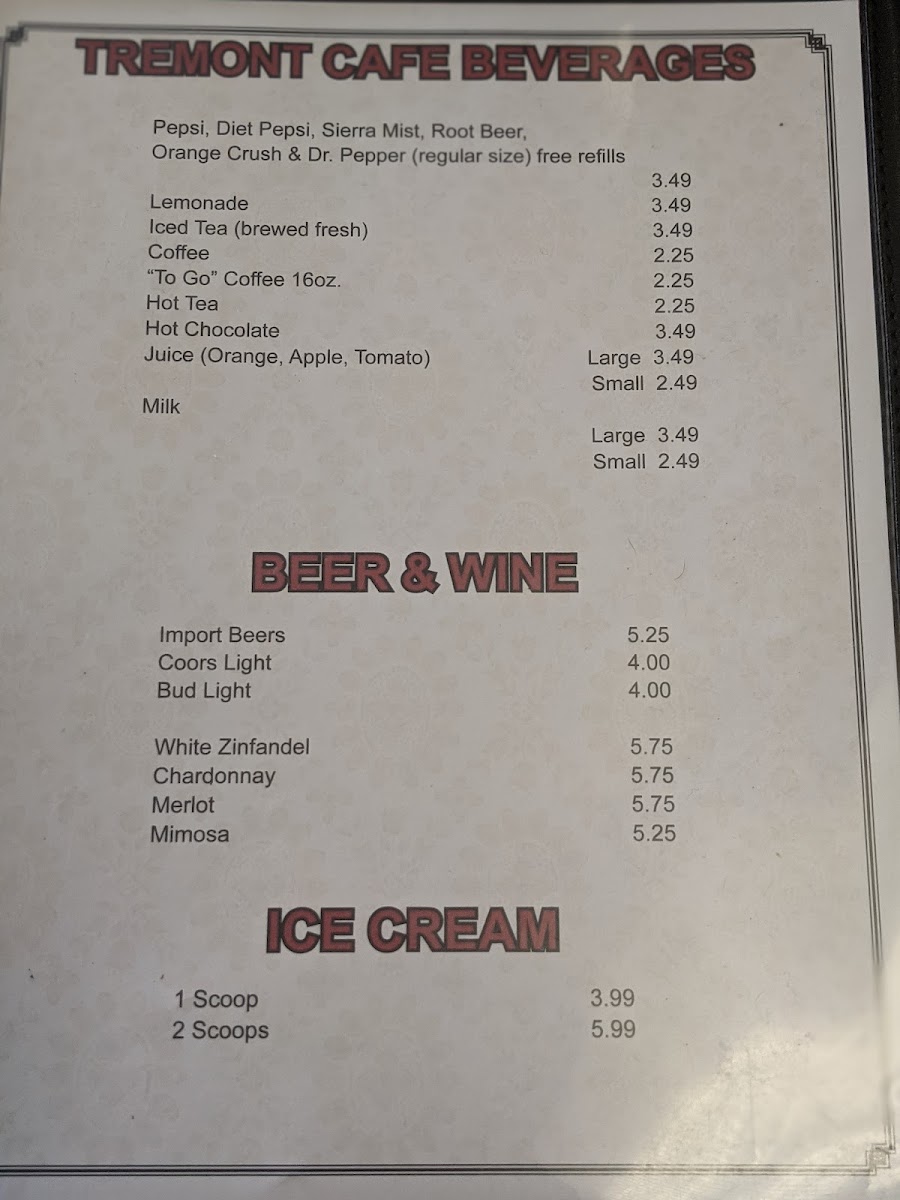 TREMONT CAFE BEVERAGES
Pepsi, Diet Pepsi, Sierra Mist, Root Beer,
Orange Crush & Dr. Pepper (regular size) free refills
3.49
Lemonade 3.49
Iced Tea (brewed fresh) 3.49
Coffee 2.25
“To Go” Coffee 16oz. 2.25
Hot Tea 2.25
Hot Chocolate 3.49
Juice (Orange, Apple, Tomato) Large 3.49
Small 2.49
Milk
Large 3.49
Small 2.49
BEER & WINE
Import Beers 5.25
Coors Light 4.00
Bud Light 4.00
White Zinfandel 5.75
Chardonnay 5.75
Merlot 5.75
Mimosa 5.25
ICE CREAM
1 Scoop 3.99
2 Scoops 5.99